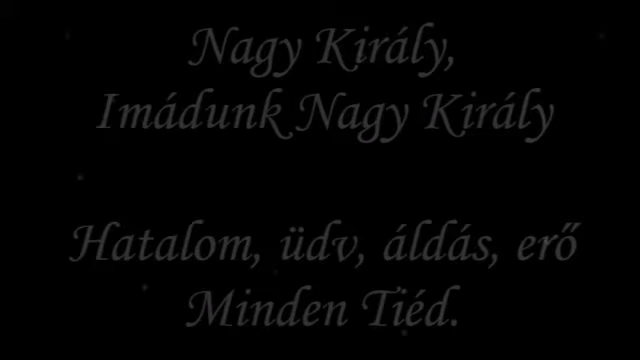 Nagy Király,
Imádunk Nagy Király
Hatalom, üdv, áldás, erő
Minden Tiéd.